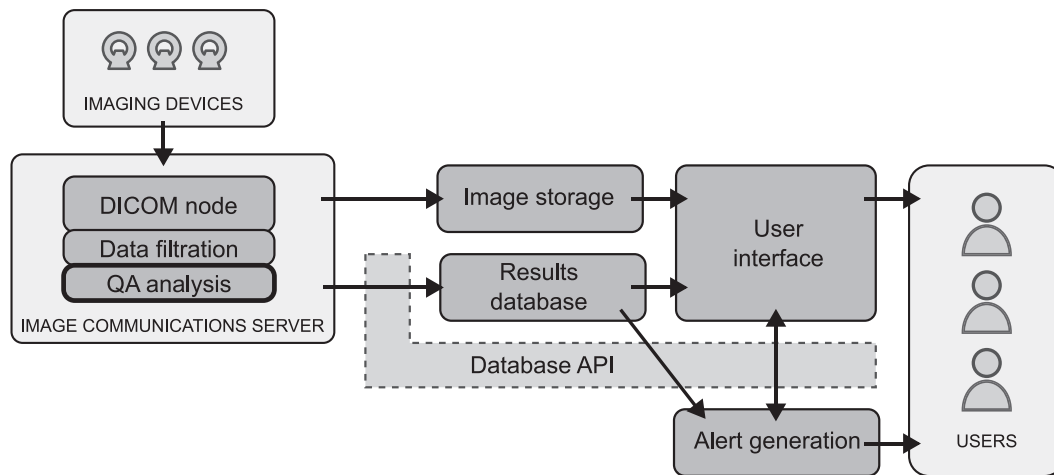 IMAGING DEVICES
DICOM node
Data filtration
QA analysis
IMAGE COMMUNICATIONS SERVER
Image storage
Results
database
Database API
User
interface
Alert generation
USERS